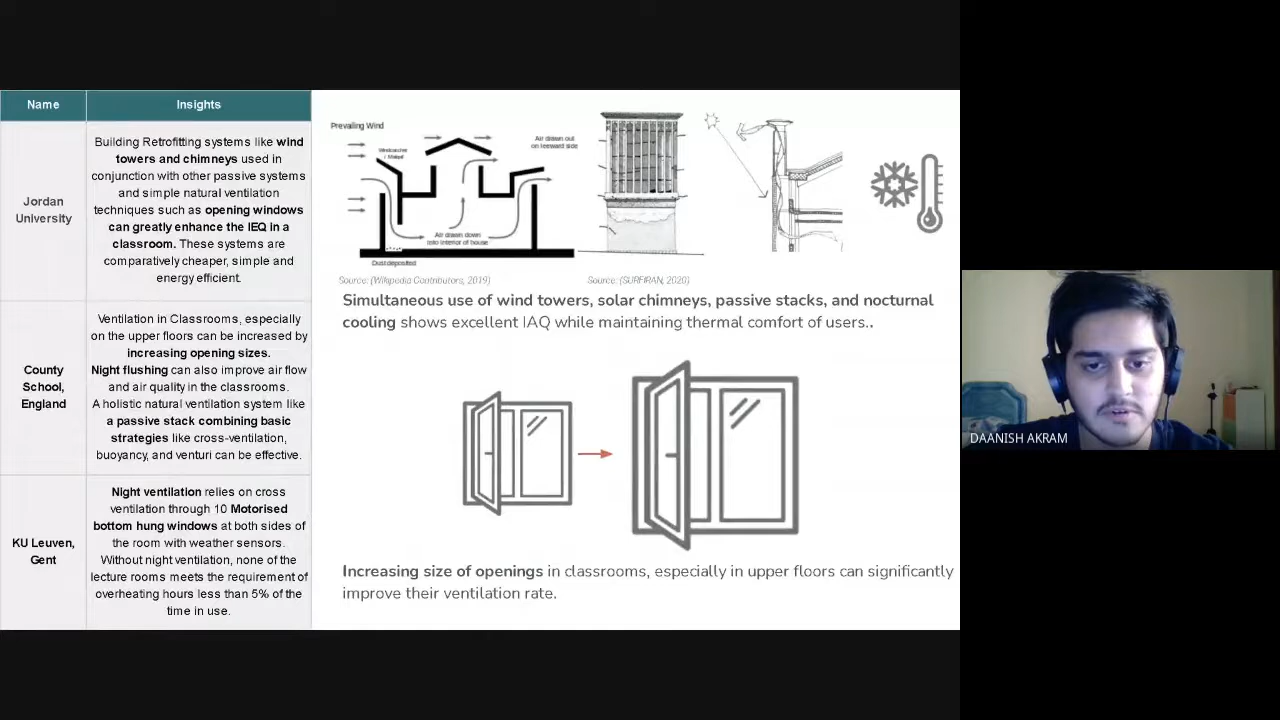 Name
Insights
Jordan
University
Building Retrofitting systems like wind
towers and chimneys used in
conjunction with other passive systems
and simple natural ventilation
techniques such as opening windows
can greatly enhance the IEQ in a
classroom. These systems are
comparatively cheaper, simple and
energy efficient.
County
School,
England
Ventilation in Classrooms, especially
on the upper floors can be increased by
increasing opening sizes.
Night flushing can also improve air flow
and air quality in the classrooms.
A holistic natural ventilation system like
a passive stack combining basic
strategies like cross-ventilation,
buoyancy, and venturi can be effective.
KU Leuven,
Gent
Night ventilation relies on cross
ventilation through 10 Motorised
bottom hung windows at both sides of
the room with weather sensors.
Without night ventilation, none of the
lecture rooms meets the requirement of
overheating hours less than 5% of the
time in use.
Prevailing Wind
Windcatcher
/ Malqaf
Air drawn out
on leeward side
Air drawn down
into interior of house
Dust deposited
Source: (Wikipedia Contributors, 2019)
Source: (SURFIRAN, 2020)
Simultaneous use of wind towers, solar chimneys, passive stacks, and nocturnal
cooling shows excellent IAQ while maintaining thermal comfort of users..
Increasing size of openings in classrooms, especially in upper floors can significantly
improve their ventilation rate.
DAANISH AKRAM